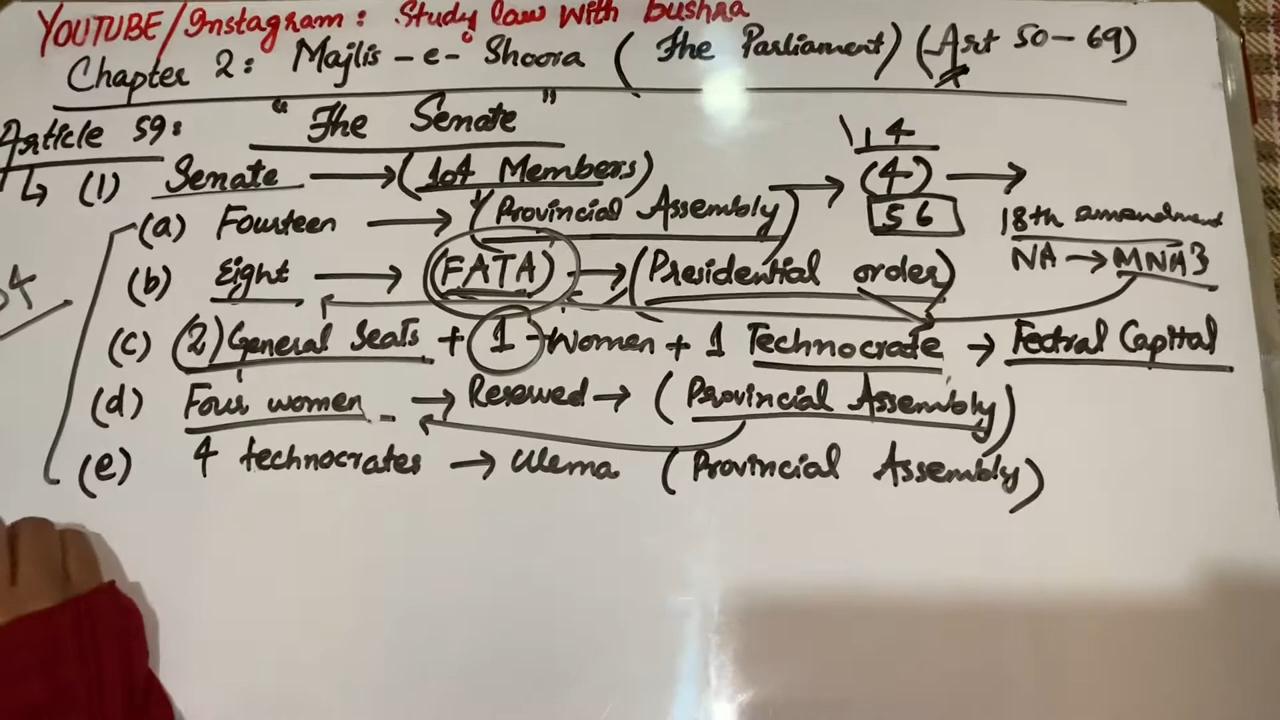 YOUTUBE/Instagram: Study law with bushra
Chapter 2: Majlis-e-Shoora (The Parliament) (Art 50-69)
Article 59: "The Senate"
14
(1) Senate → (104 Members) → (4) →
56
18th amendment
(a) Fourteen → (Provincial Assembly)
NA → MNA's
(b) Eight → (FATA) → (Presidential order)
(c) (2) General Seats + 1 - Women + 1 Technocrate → Fedral Capital
(d) Four women → Reserved → (Provincial Assembly)
(e) 4 technocrates → Ulema (Provincial Assembly)